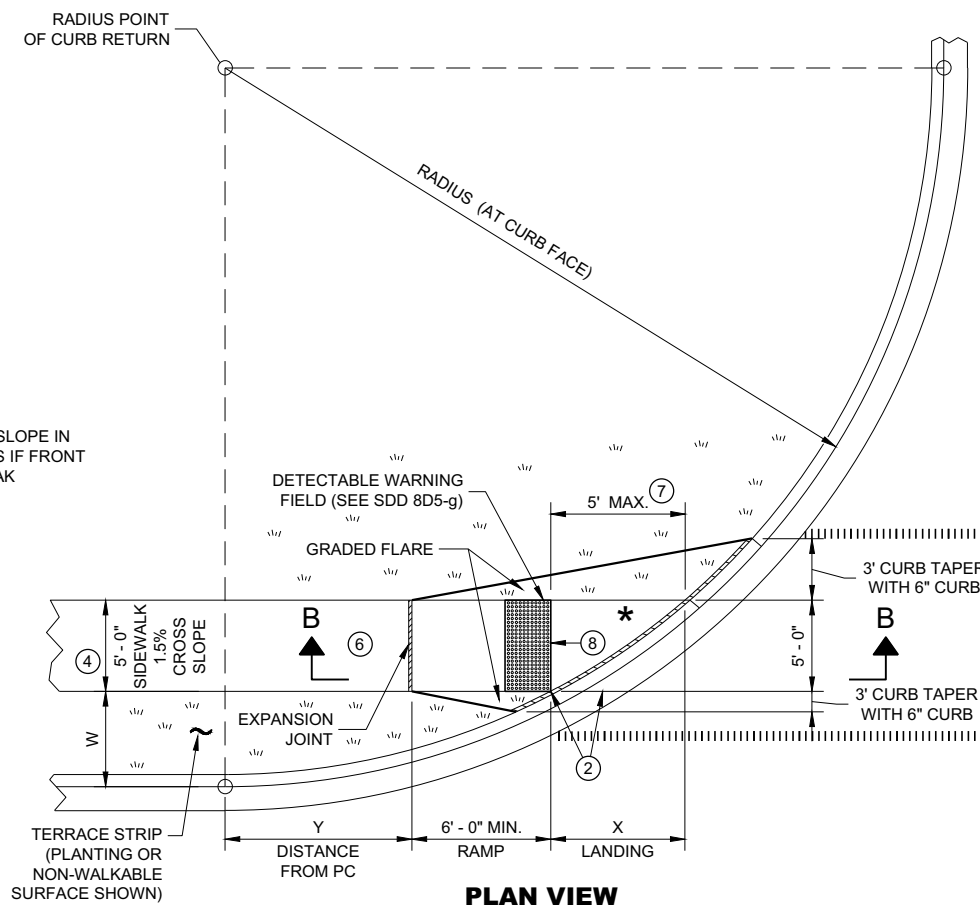 RADIUS POINT
OF CURB RETURN
RADIUS (AT CURB FACE)
SLOPE IN
S IF FRONT
AK
DETECTABLE WARNING
FIELD (SEE SDD 8D5-g)
5' MAX.
7
GRADED FLARE
3' CURB TAPER
WITH 6" CURB
4
5' - 0"
SIDEWALK
1.5%
CROSS
SLOPE
B
6
*
8
5' - 0"
B
3' CURB TAPER
WITH 6" CURB
W
EXPANSION
JOINT
2
TERRACE STRIP
(PLANTING OR
NON-WALKABLE
SURFACE SHOWN)
Y
DISTANCE
FROM PC
6' - 0" MIN.
RAMP
X
LANDING
PLAN VIEW